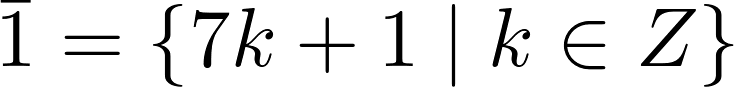 1̄ = {7k + 1 | k ∈ Z}